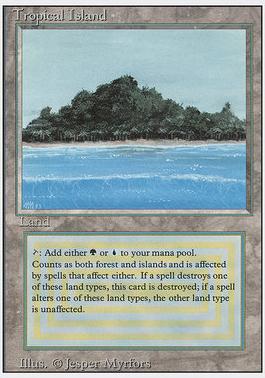 Tropical Island
Land
: Add either or to your mana pool.
Counts as both forest and islands and is affected
by spells that affect either. If a spell destroys one
of these land types, this card is destroyed; if a spell
alters one of these land types, the other land type
is unaffected.
Illus. © Jesper Myrfors